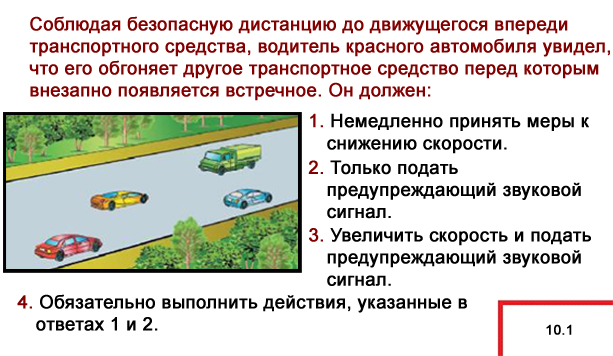 Соблюдая безопасную дистанцию до движущегося впереди
транспортного средства, водитель красного автомобиля увидел,
что его обгоняет другое транспортное средство перед которым
внезапно появляется встречное. Он должен:
1. Немедленно принять меры к
снижению скорости.
2. Только подать
предупреждающий звуковой
сигнал.
3. Увеличить скорость и подать
предупреждающий звуковой
сигнал.
4. Обязательно выполнить действия, указанные в
ответах 1 и 2.
10.1